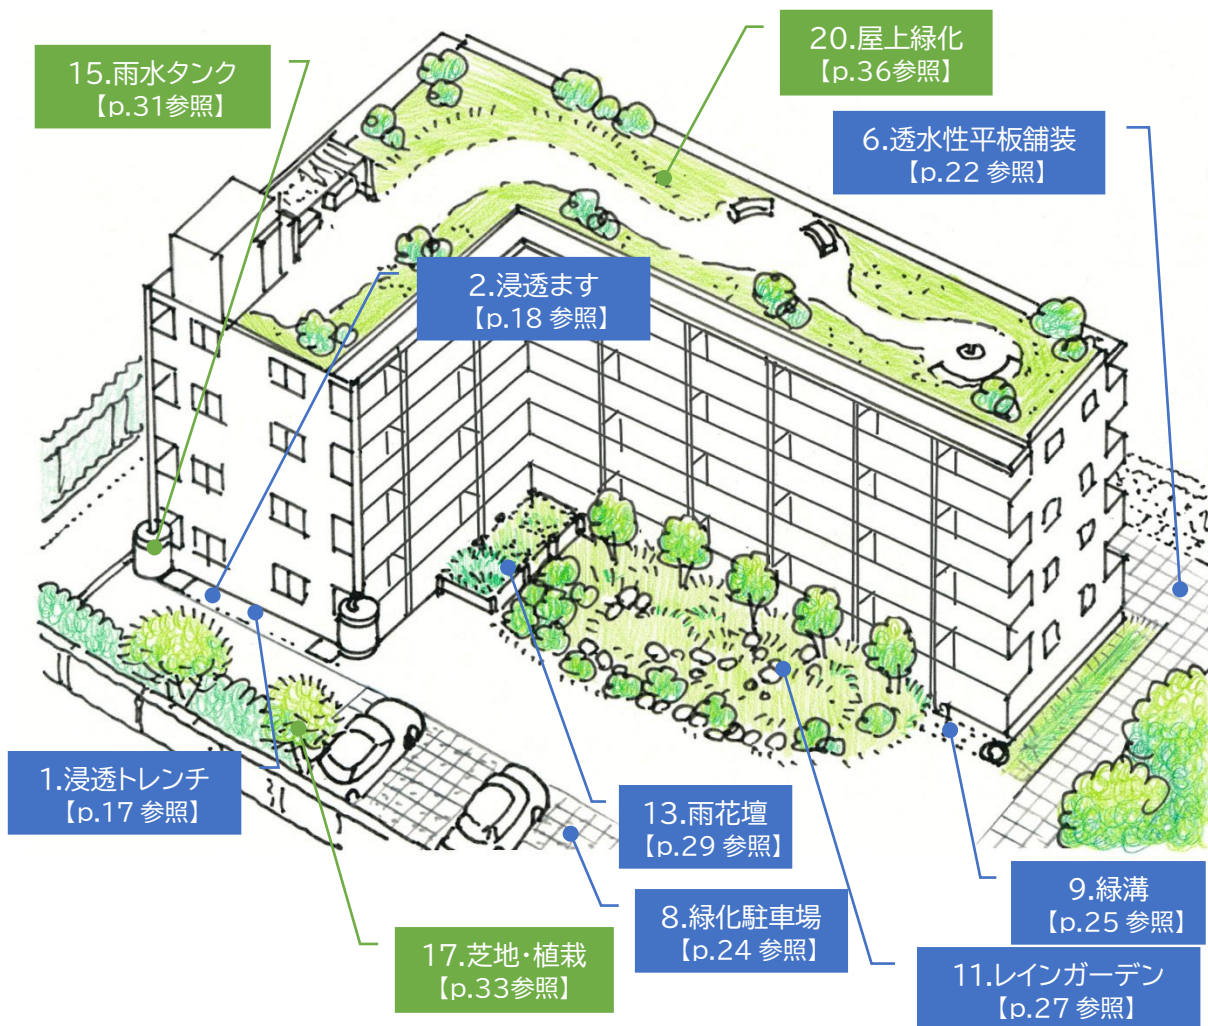 20.屋上緑化
【p.36参照】
15.雨水タンク
【p.31参照】
6.透水性平板舗装
【p.22 参照】
2.浸透ます
【p.18 参照】
1.浸透トレンチ
【p.17 参照】
13.雨花壇
【p.29 参照】
9.緑溝
【p.25 参照】
8.緑化駐車場
【p.24 参照】
17.芝地・植栽
【p.33参照】
11.レインガーデン
【p.27 参照】